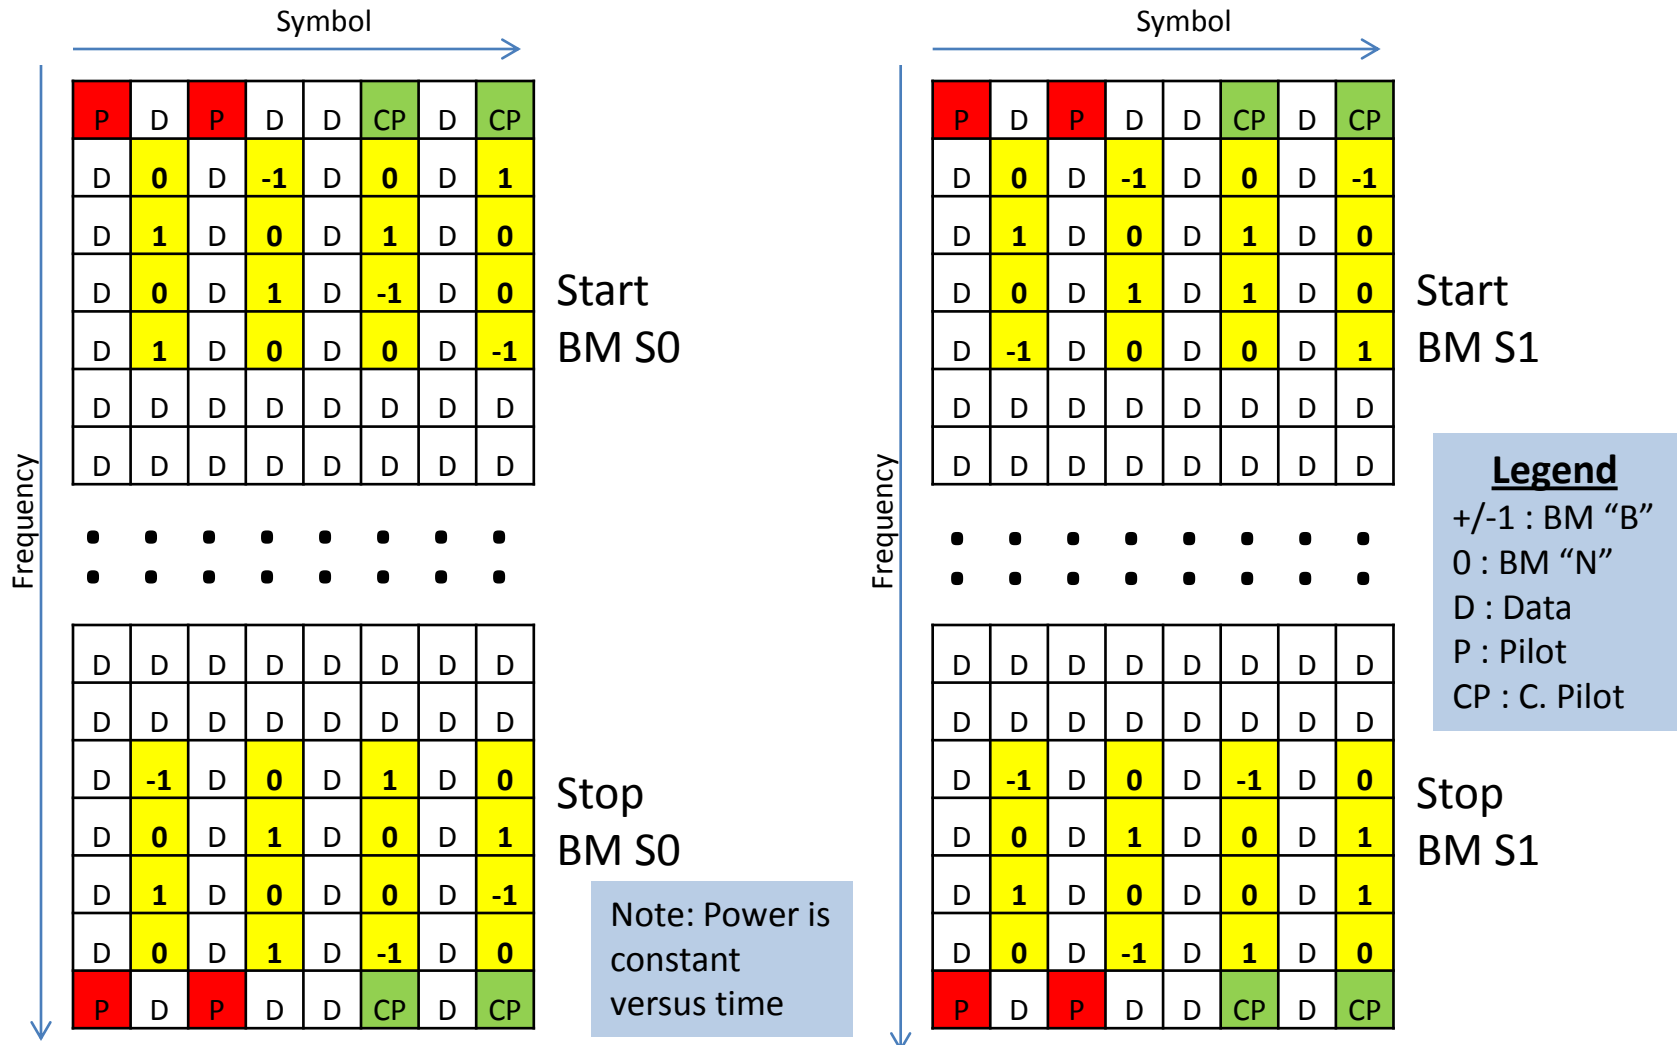 Symbol
Frequency
P D P D D CP D CP
D 0 D -1 D 0 D 1
D 1 D 0 D 1 D 0
D 0 D 1 D -1 D 0
D 1 D 0 D 0 D -1
D D D D D D D D
D D D D D D D D
Start
BM S0
D D D D D D D D
D D D D D D D D
D -1 D 0 D 1 D 0
D 0 D 1 D 0 D 1
D 1 D 0 D 0 D -1
D 0 D 1 D -1 D 0
P D P D D CP D CP
Stop
BM S0
Note: Power is
constant
versus time
Symbol
Frequency
P D P D D CP D CP
D 0 D -1 D 0 D -1
D 1 D 0 D 1 D 0
D 0 D 1 D 1 D 0
D -1 D 0 D 0 D 1
D D D D D D D D
D D D D D D D D
Start
BM S1
D D D D D D D D
D D D D D D D D
D -1 D 0 D -1 D 0
D 0 D 1 D 0 D 1
D 1 D 0 D 0 D 1
D 0 D -1 D 1 D 0
P D P D D CP D CP
Stop
BM S1
Legend
+/-1 : BM “B”
0 : BM “N”
D : Data
P : Pilot
CP : C. Pilot